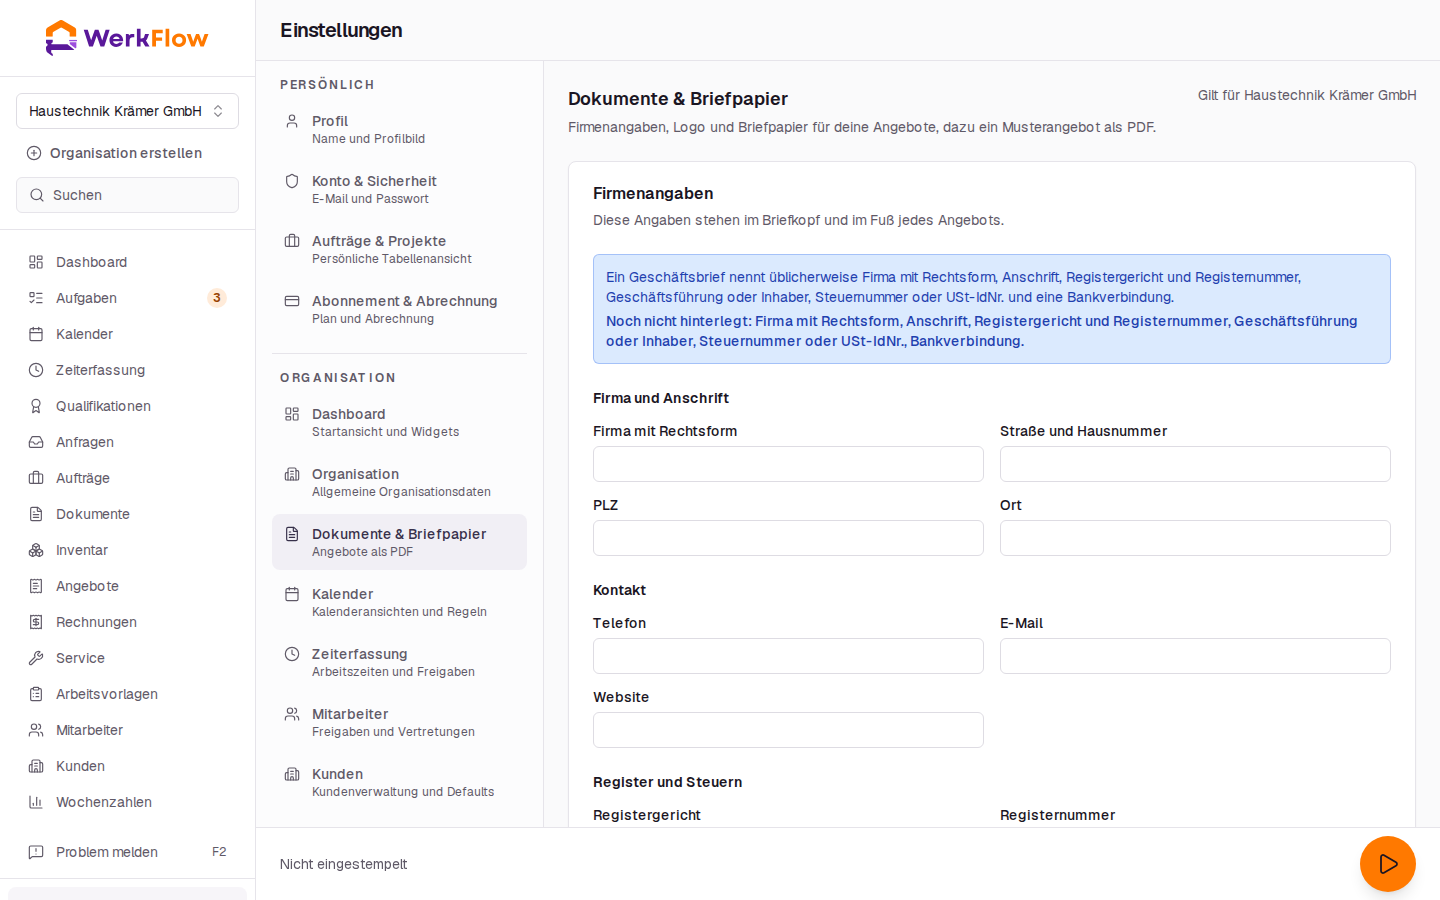 WerkFlow
Haustechnik Krämer GmbH
Organisation erstellen
Suchen
Dashboard
Aufgaben 3
Kalender
Zeiterfassung
Qualifikationen
Anfragen
Aufträge
Dokumente
Inventar
Angebote
Rechnungen
Service
Arbeitsvorlagen
Mitarbeiter
Kunden
Wochenzahlen
Problem melden F2
Einstellungen
PERSÖNLICH
Profil
Name und Profilbild
Konto & Sicherheit
E-Mail und Passwort
Aufträge & Projekte
Persönliche Tabellenansicht
Abonnement & Abrechnung
Plan und Abrechnung
ORGANISATION
Dashboard
Startansicht und Widgets
Organisation
Allgemeine Organisationsdaten
Dokumente & Briefpapier
Angebote als PDF
Kalender
Kalenderansichten und Regeln
Zeiterfassung
Arbeitszeiten und Freigaben
Mitarbeiter
Freigaben und Vertretungen
Kunden
Kundenverwaltung und Defaults
Dokumente & Briefpapier
Gilt für Haustechnik Krämer GmbH
Firmenangaben, Logo und Briefpapier für deine Angebote, dazu ein Musterangebot als PDF.
Firmenangaben
Diese Angaben stehen im Briefkopf und im Fuß jedes Angebots.
Ein Geschäftsbrief nennt üblicherweise Firma mit Rechtsform, Anschrift, Registergericht und Registernummer,
Geschäftsführung oder Inhaber, Steuernummer oder USt-IdNr. und eine Bankverbindung.
Noch nicht hinterlegt: Firma mit Rechtsform, Anschrift, Registergericht und Registernummer, Geschäftsführung
oder Inhaber, Steuernummer oder USt-IdNr., Bankverbindung.
Firma und Anschrift
Firma mit Rechtsform
Straße und Hausnummer
PLZ
Ort
Kontakt
Telefon
E-Mail
Website
Register und Steuern
Registergericht
Registernummer
Nicht eingestempelt